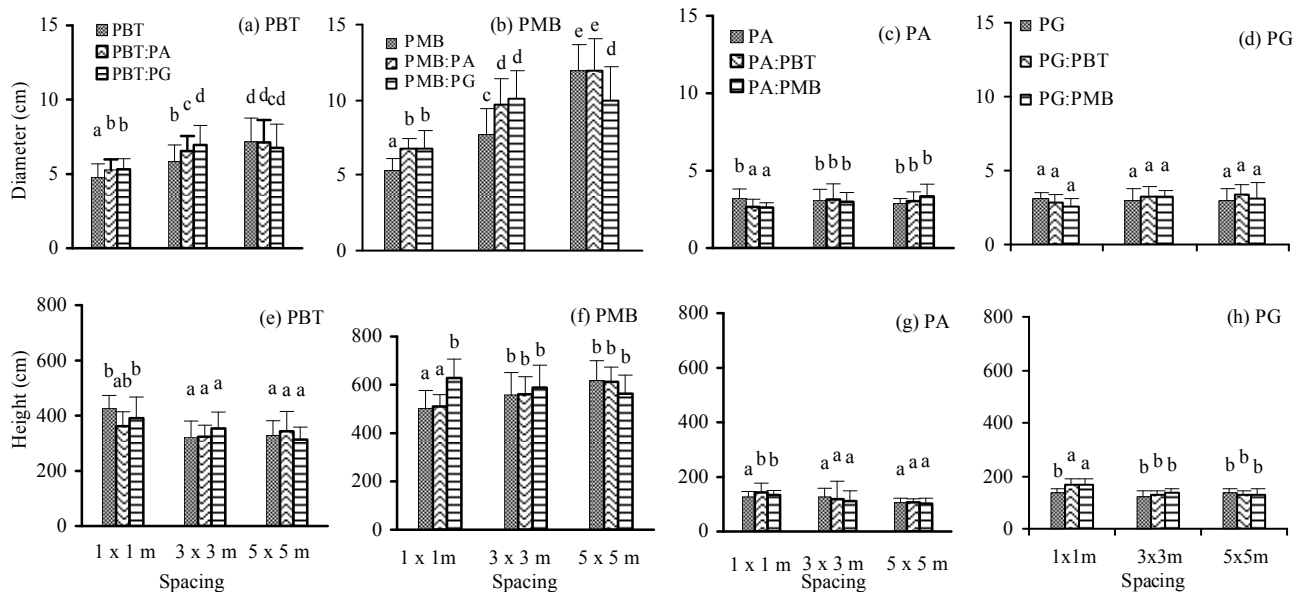 (a) PBT
PBT
PBT:PA
PBT:PG
15
10
5
0
Diameter (cm)
a b b
b c d
d d cd
(b) PMB
PMB
PMB:PA
PMB:PG
15
10
5
0
a b b
c d d
e e d
(c) PA
PA
PA:PBT
PA:PMB
15
10
5
0
b a a
b b b
b b b
(d) PG
PG
PG:PBT
PG:PMB
15
10
5
0
a a a
a a a
a a a
(e) PBT
800
600
400
200
0
Height (cm)
b ab b
a a a
a a a
1 x 1 m 3 x 3 m 5 x 5 m
Spacing
(f) PMB
800
600
400
200
0
a a b
b b b
b b b
1 x 1m 3 x 3 m 5 x 5 m
Spacing
(g) PA
800
600
400
200
0
a b b
a a a
a a a
1 x 1 m 3 x 3 m 5 x 5 m
Spacing
(h) PG
800
600
400
200
0
b a a
b b b
b b b
1x1m 3x3m 5x5m
Spacing